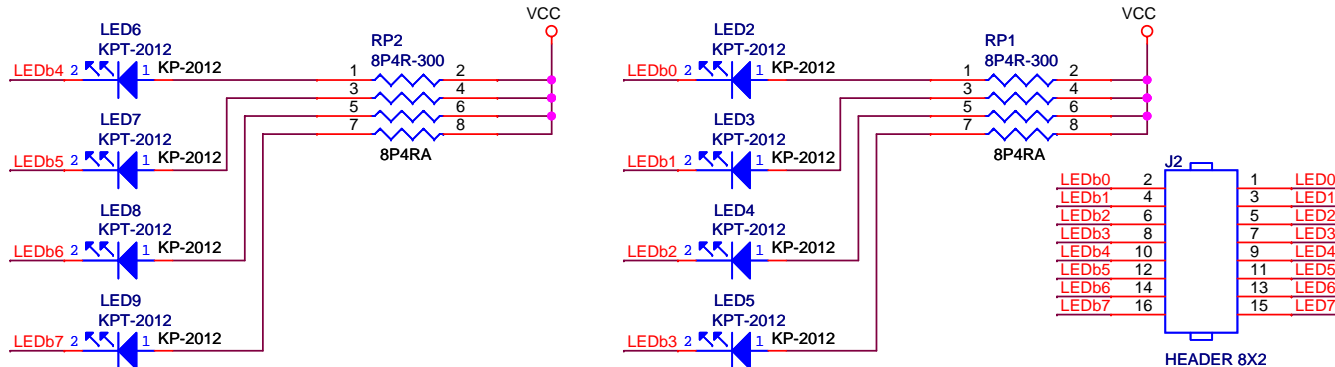 VCC
LED6
KPT-2012
RP2
8P4R-300
LEDb4 2 1 KP-2012 1 2
3 4
LED7
KPT-2012
5 6
7 8
LEDb5 2 1 KP-2012 8P4RA
LED8
KPT-2012
LEDb6 2 1 KP-2012
LED9
KPT-2012
LEDb7 2 1 KP-2012
VCC
LED2
KPT-2012
RP1
8P4R-300
LEDb0 2 1 KP-2012 1 2
3 4
LED3
KPT-2012
5 6
7 8
LEDb1 2 1 KP-2012 8P4RA
LED4
KPT-2012
LEDb2 2 1 KP-2012
LED5
KPT-2012
LEDb3 2 1 KP-2012
J2
LEDb0 2 1 LED0
LEDb1 4 3 LED1
LEDb2 6 5 LED2
LEDb3 8 7 LED3
LEDb4 10 9 LED4
LEDb5 12 11 LED5
LEDb6 14 13 LED6
LEDb7 16 15 LED7
HEADER 8X2